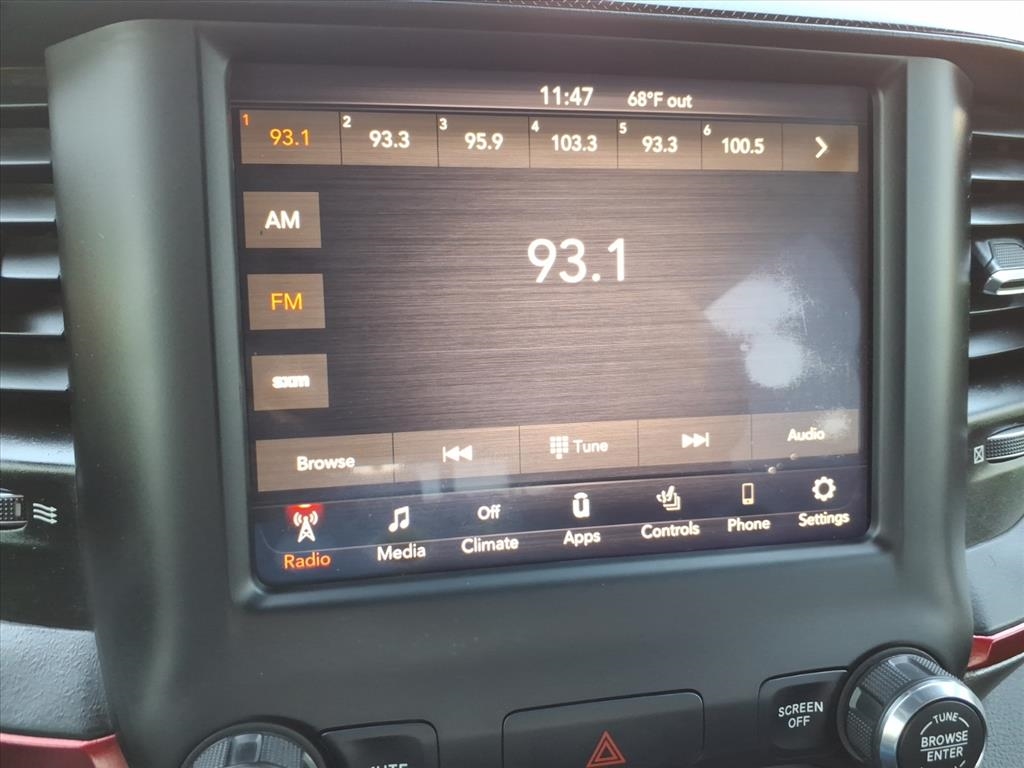 11:47 68°F out
1 93.1 2 93.3 3 95.9 4 103.3 5 93.3 6 100.5
93.1
AM
FM
sxm
Browse Tune Audio
Off
Radio Media Climate Apps Controls Phone Settings
SCREEN
OFF
MUTE
TUNE
BROWSE
ENTER